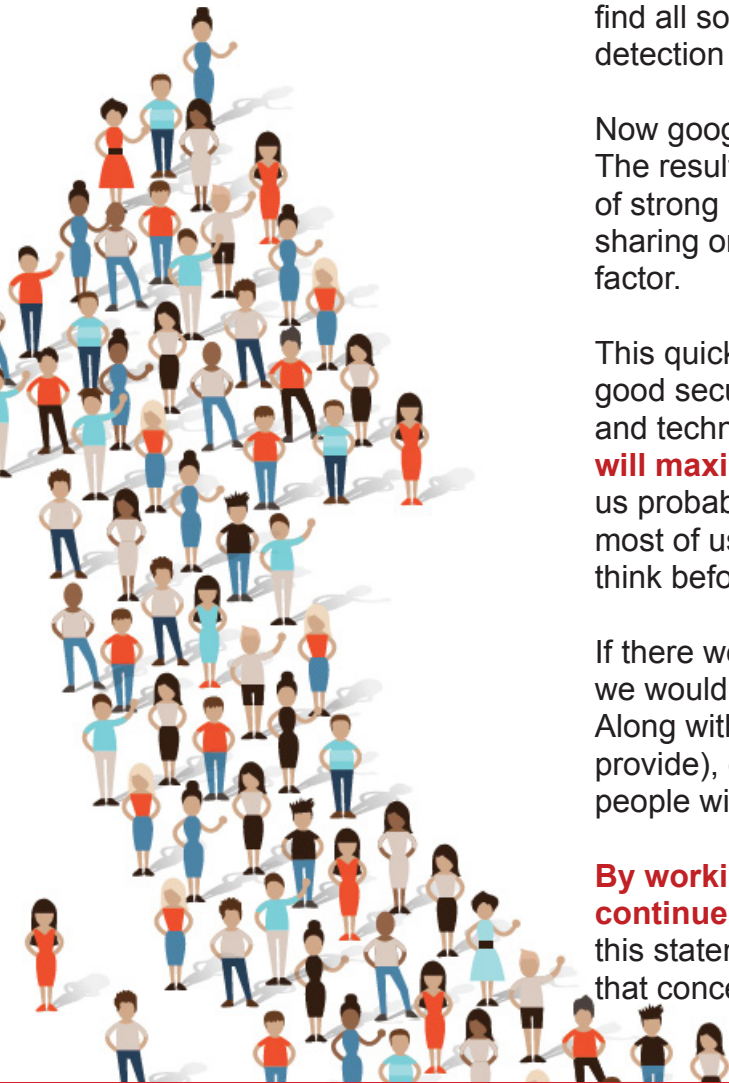 find all so
detection
Now goog
The resul
of strong
sharing o
factor.
This quick
good secu
and techn
will maxi
us probab
most of us
think befo
If there we
we would
Along with
provide),
people wi
By worki
continue
this stater
that conce